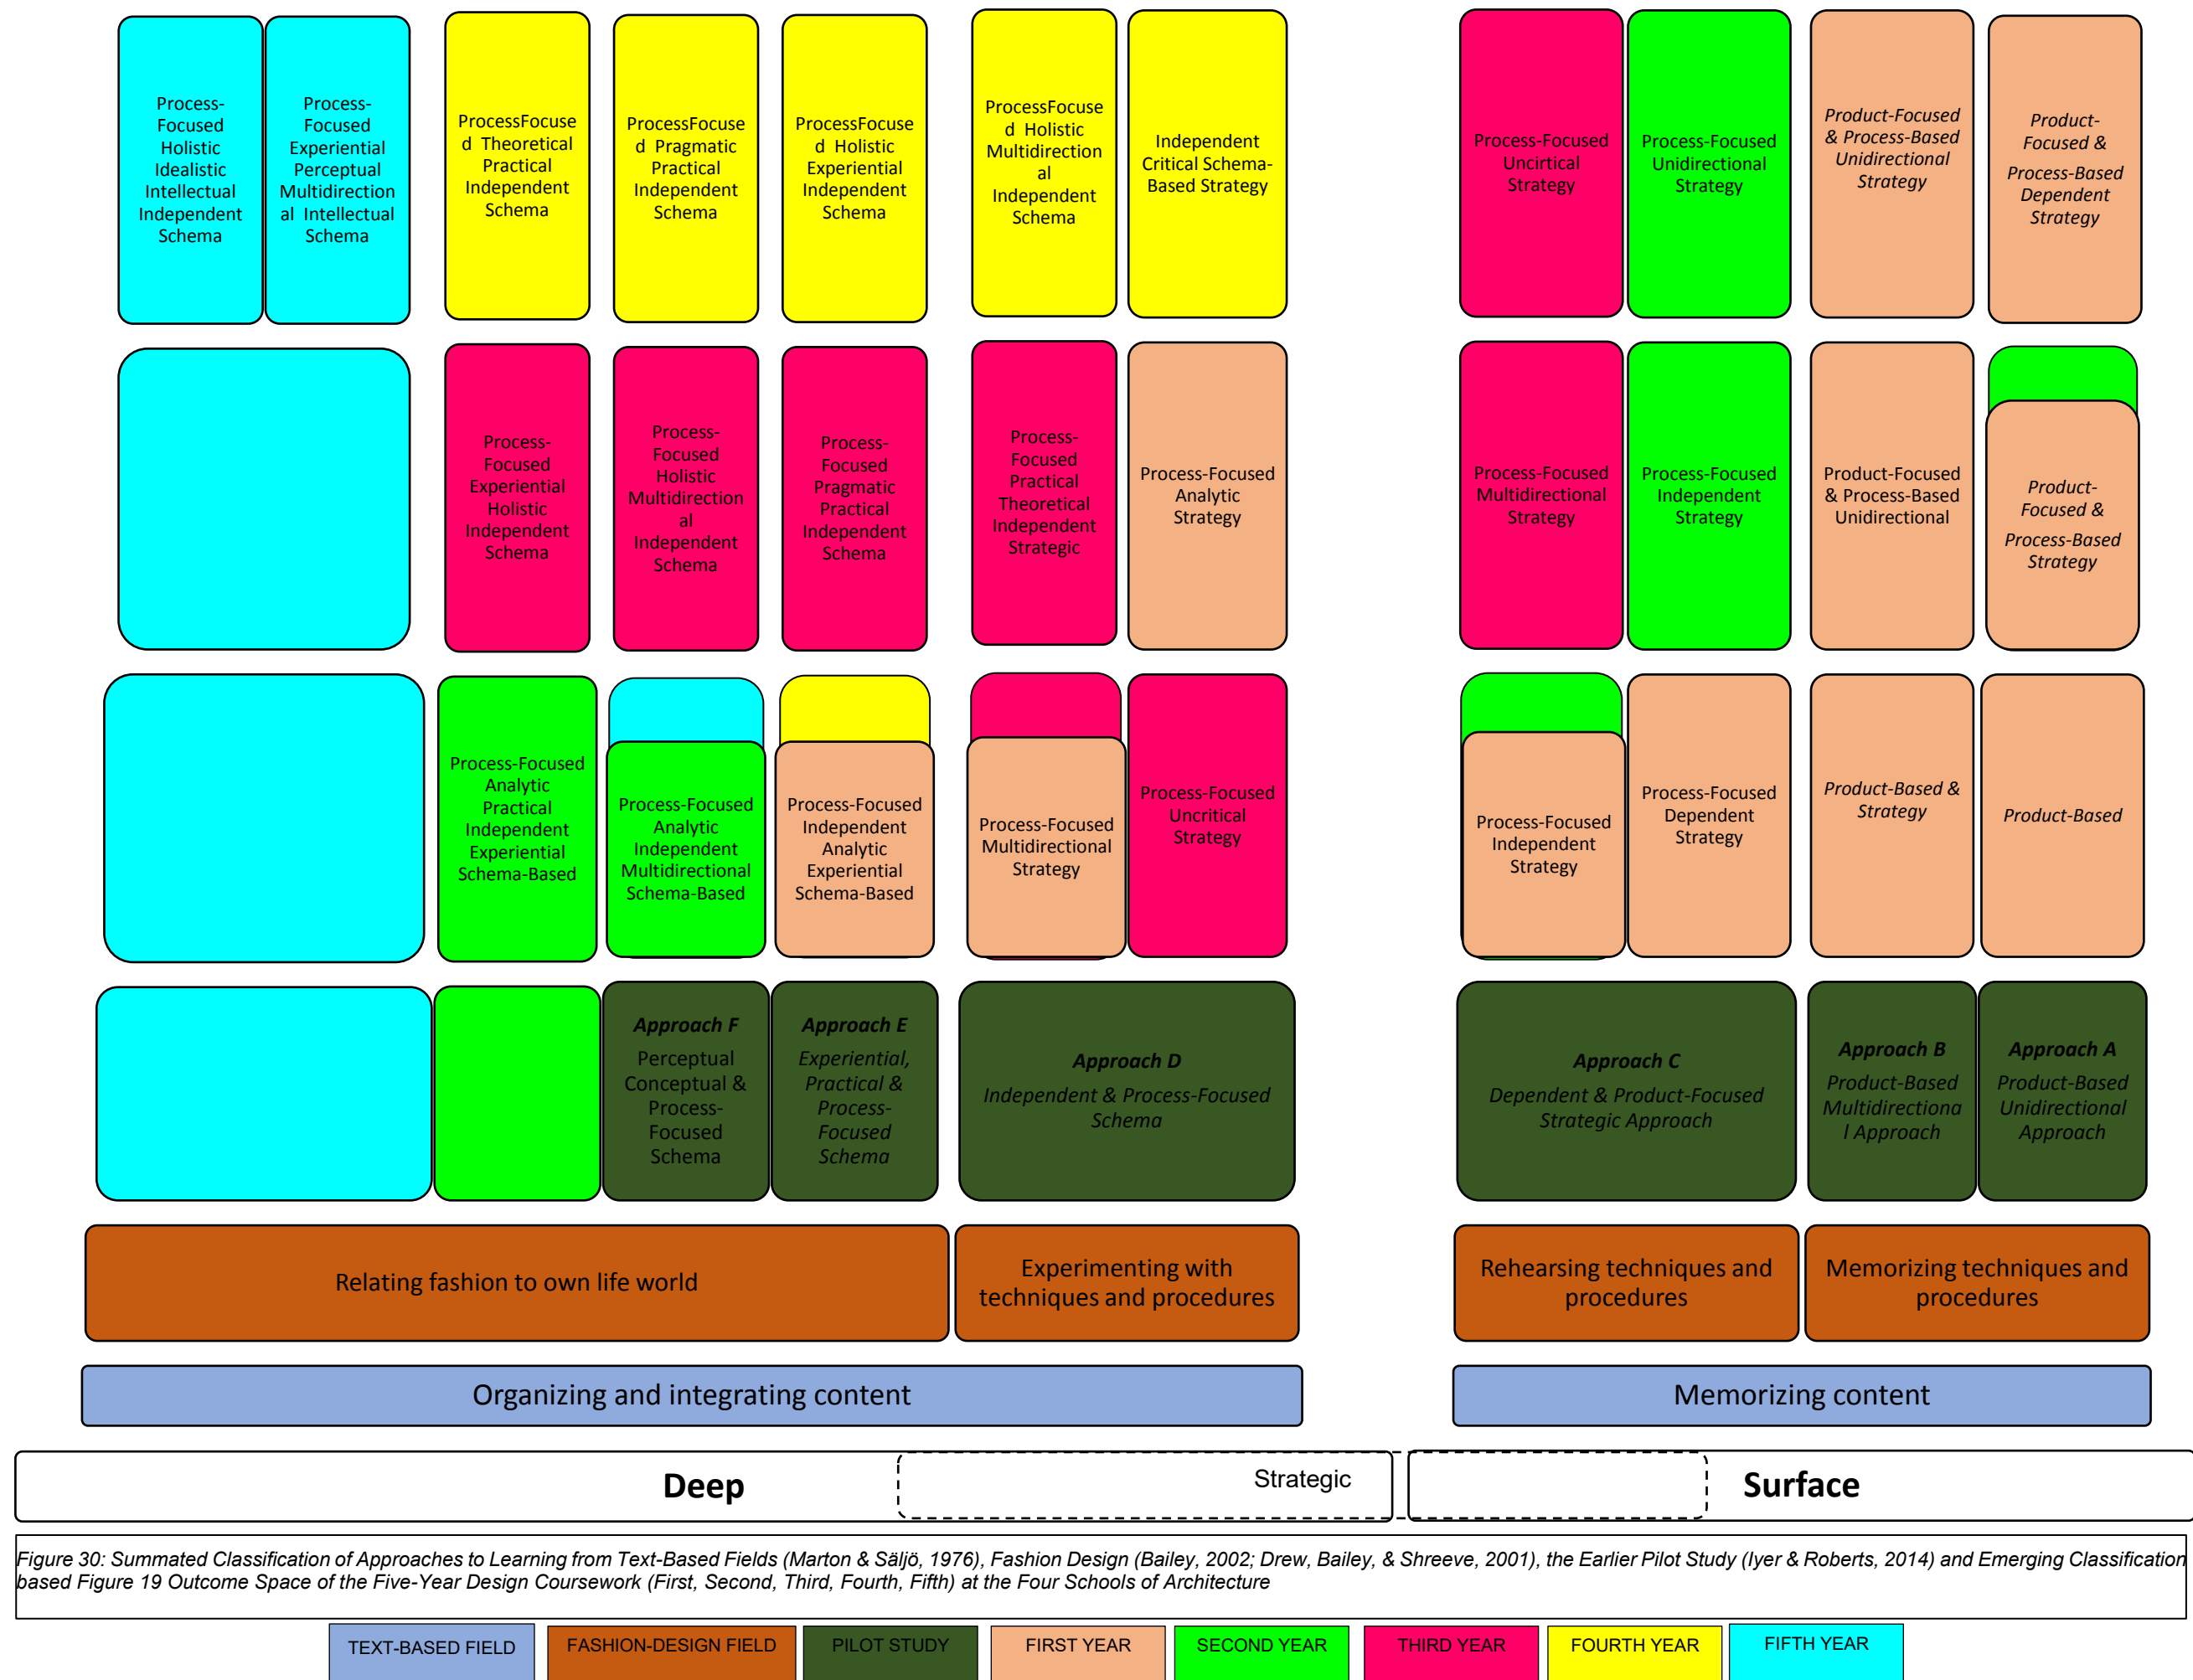 Process-
Focused
Holistic
Idealistic
Intellectual
Independent
Schema
Process-
Focused
Experiential
Perceptual
Multidirection
al Intellectual
Schema
ProcessFocuse
d Theoretical
Practical
Independent
Schema
ProcessFocuse
d Pragmatic
Practical
Independent
Schema
ProcessFocuse
d Holistic
Experiential
Independent
Schema
ProcessFocuse
d Holistic
Multidirection
al
Independent
Schema
Independent
Critical Schema-
Based Strategy
Process-Focused
Uncirtical
Strategy
Process-Focused
Unidirectional
Strategy
Product-Focused
& Process-Based
Unidirectional
Strategy
Product-
Focused &
Process-Based
Dependent
Strategy
Process-
Focused
Experiential
Holistic
Independent
Schema
Process-
Focused
Holistic
Multidirection
al
Independent
Schema
Process-
Focused
Pragmatic
Practical
Independent
Schema
Process-
Focused
Practical
Theoretical
Independent
Strategic
Process-Focused
Analytic
Strategy
Process-Focused
Multidirectional
Strategy
Process-Focused
Independent
Strategy
Product-Focused
& Process-Based
Unidirectional
Product-
Focused &
Process-Based
Strategy
Process-Focused
Analytic
Practical
Independent
Experiential
Schema-Based
Process-Focused
Analytic
Independent
Multidirectional
Schema-Based
Process-Focused
Independent
Analytic
Experiential
Schema-Based
Process-Focused
Multidirectional
Strategy
Process-Focused
Uncritical
Strategy
Process-Focused
Independent
Strategy
Process-Focused
Dependent
Strategy
Product-Based &
Strategy
Product-Based
Approach F
Perceptual
Conceptual &
Process-
Focused
Schema
Approach E
Experiential,
Practical &
Process-
Focused
Schema
Approach D
Independent & Process-Focused
Schema
Approach C
Dependent & Product-Focused
Strategic Approach
Approach B
Product-Based
Multidirectiona
l Approach
Approach A
Product-Based
Unidirectional
Approach
Relating fashion to own life world
Experimenting with
techniques and procedures
Rehearsing techniques and
procedures
Memorizing techniques and
procedures
Organizing and integrating content
Memorizing content
Deep
Strategic
Surface
Figure 30: Summated Classification of Approaches to Learning from Text-Based Fields (Marton & Säljö, 1976), Fashion Design (Bailey, 2002; Drew, Bailey, & Shreeve, 2001), the Earlier Pilot Study (Iyer & Roberts, 2014) and Emerging Classification
based Figure 19 Outcome Space of the Five-Year Design Coursework (First, Second, Third, Fourth, Fifth) at the Four Schools of Architecture
TEXT-BASED FIELD
FASHION-DESIGN FIELD
PILOT STUDY
FIRST YEAR
SECOND YEAR
THIRD YEAR
FOURTH YEAR
FIFTH YEAR